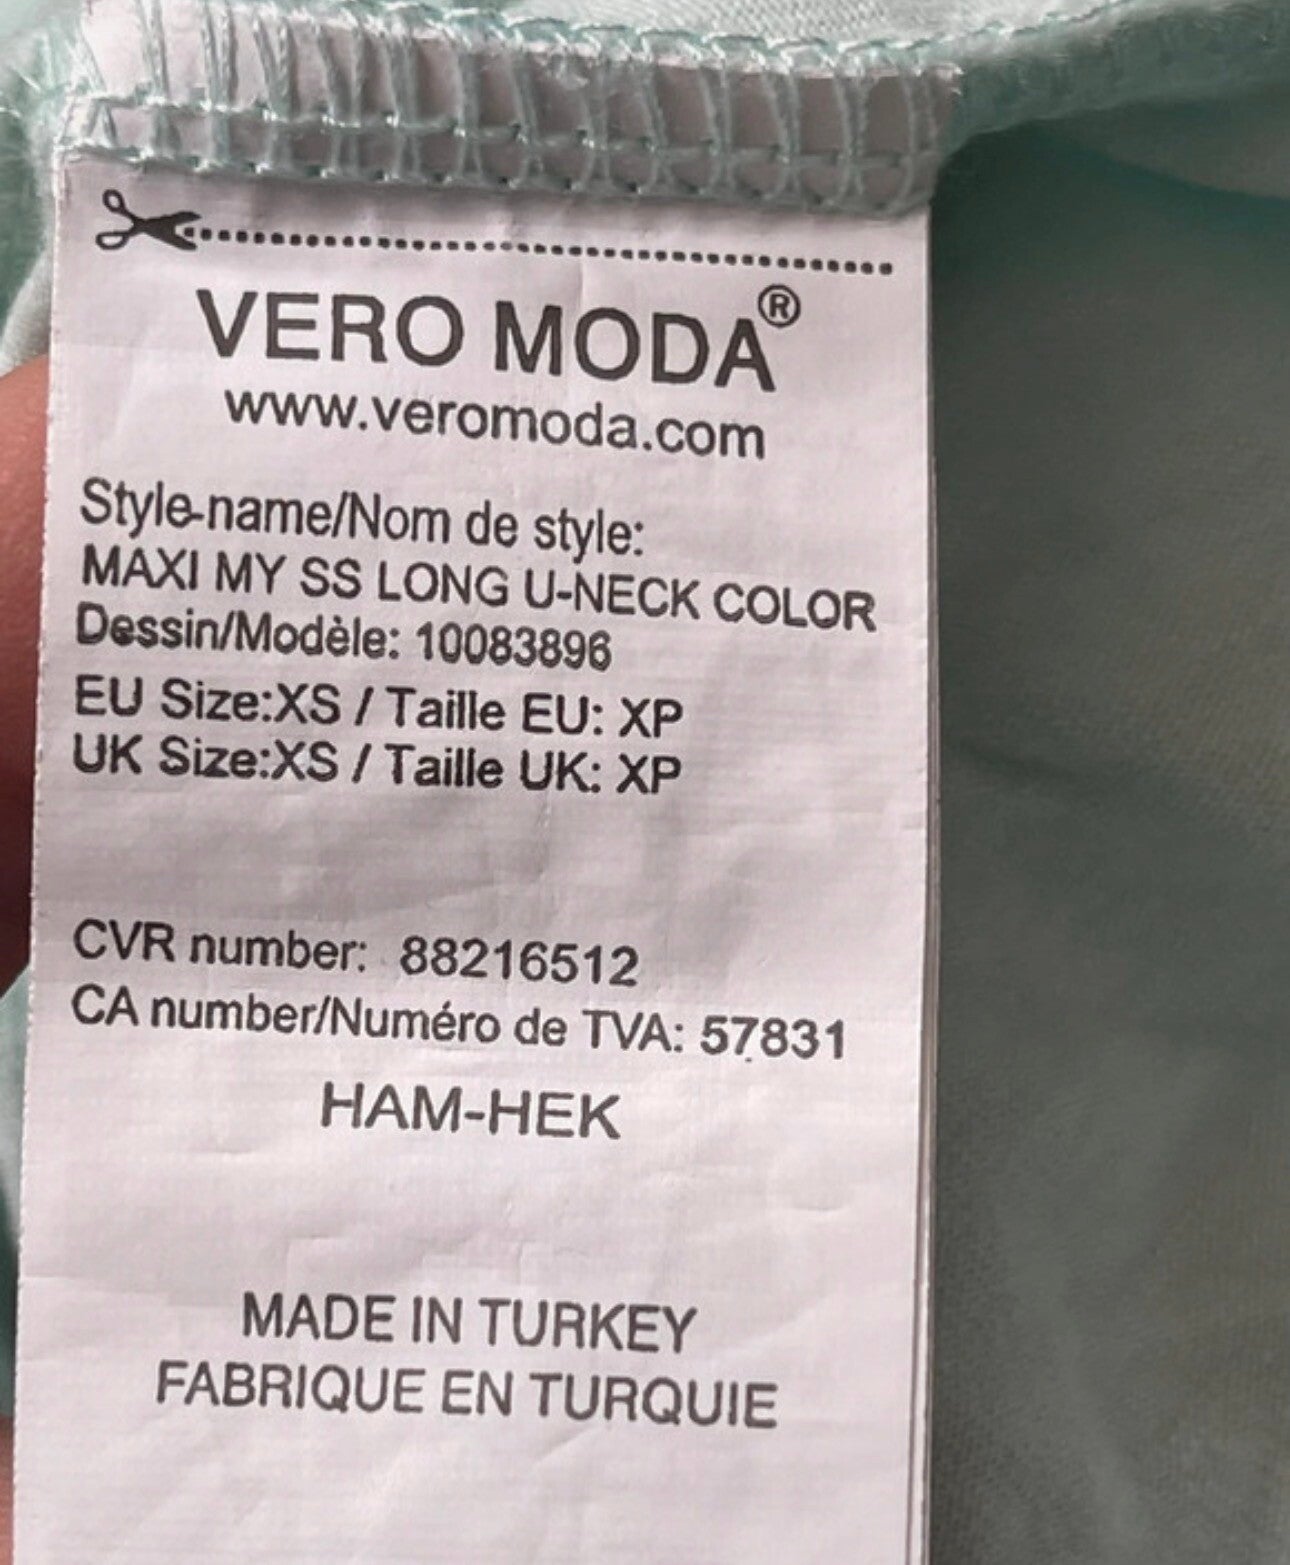 VERO MODA®
www.veromoda.com
Style-name/Nom de style:
MAXI MY SS LONG U-NECK COLOR
Dessin/Modèle: 10083896
EU Size:XS / Taille EU: XP
UK Size:XS / Taille UK: XP
CVR number: 88216512
CA number/Numéro de TVA: 57831
HAM-HEK
MADE IN TURKEY
FABRIQUE EN TURQUIE